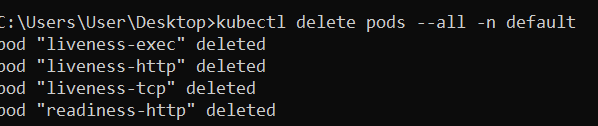 C:\Users\User\Desktop>kubectl delete pods --all -n default
pod "liveness-exec" deleted
pod "liveness-http" deleted
pod "liveness-tcp" deleted
pod "readiness-http" deleted